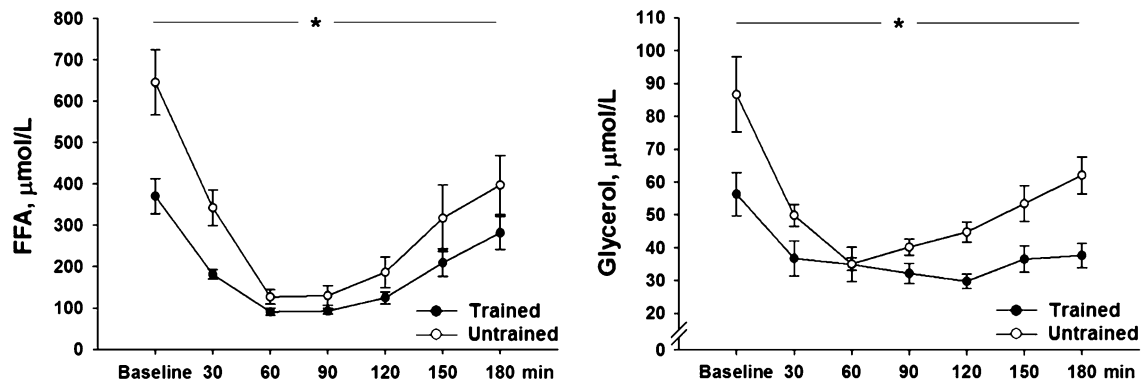 FFA, μmol/L
800
700
600
500
400
300
200
100
0
*
Trained
Untrained
Baseline 30 60 90 120 150 180 min
Glycerol, μmol/L
110
100
90
80
70
60
50
40
30
20
0
*
Trained
Untrained
Baseline 30 60 90 120 150 180 min